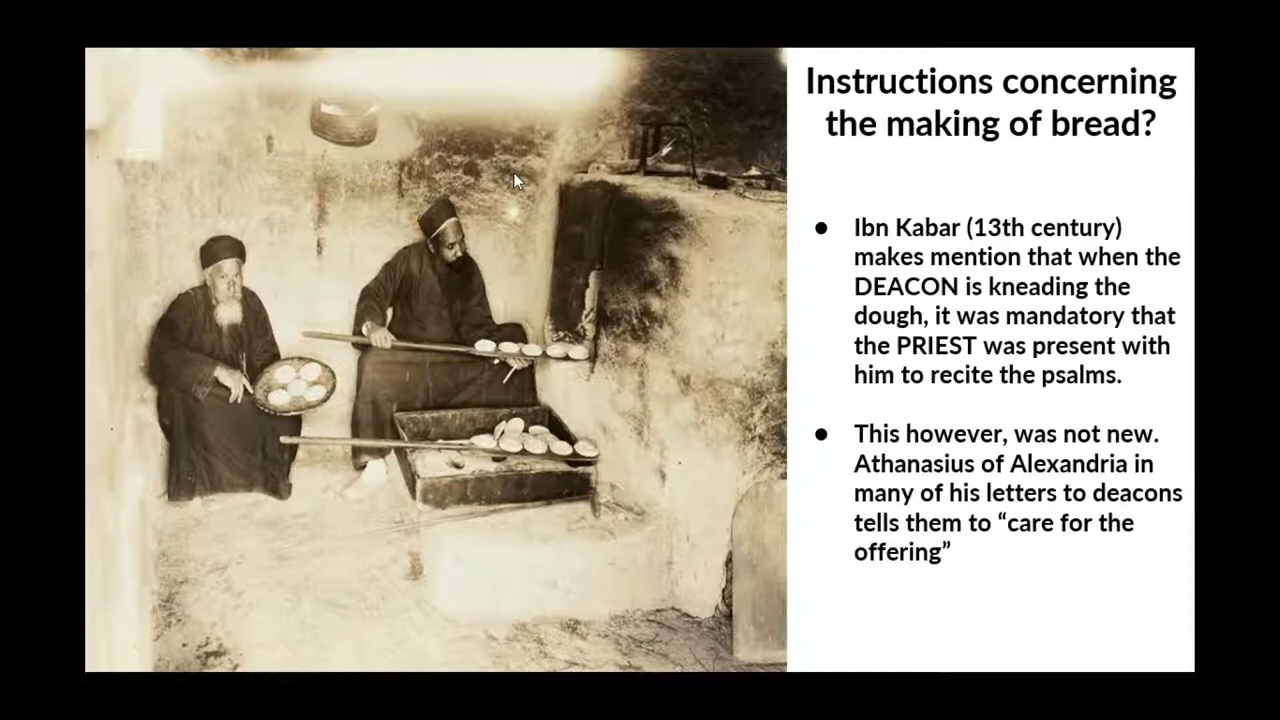 Instructions concerning
the making of bread?
● Ibn Kabar (13th century)
makes mention that when the
DEACON is kneading the
dough, it was mandatory that
the PRIEST was present with
him to recite the psalms.
● This however, was not new.
Athanasius of Alexandria in
many of his letters to deacons
tells them to “care for the
offering”